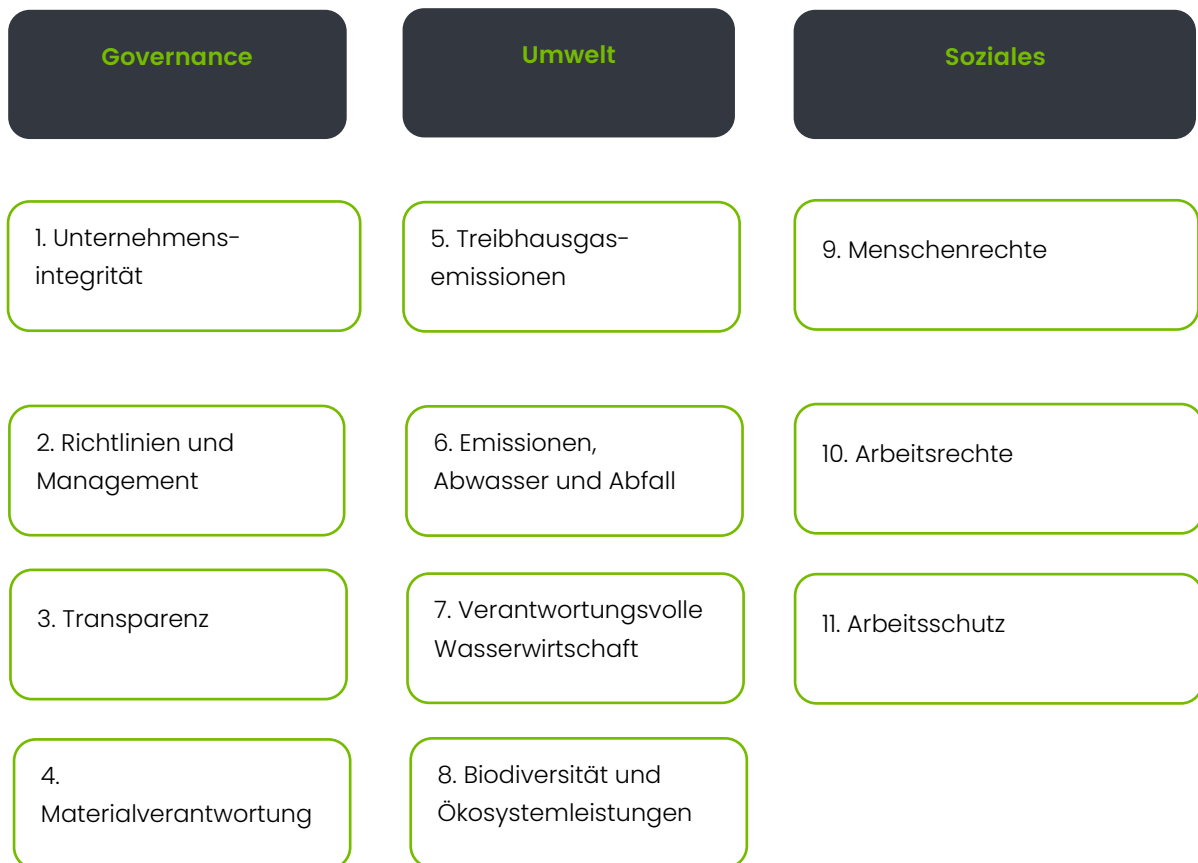 Governance
1. Unternehmens-
integrität
2. Richtlinien und
Management
3. Transparenz
4.
Materialverantwortung
Umwelt
5. Treibhausgas-
emissionen
6. Emissionen,
Abwasser und Abfall
7. Verantwortungsvolle
Wasserwirtschaft
8. Biodiversität und
Ökosystemleistungen
Soziales
9. Menschenrechte
10. Arbeitsrechte
11. Arbeitsschutz